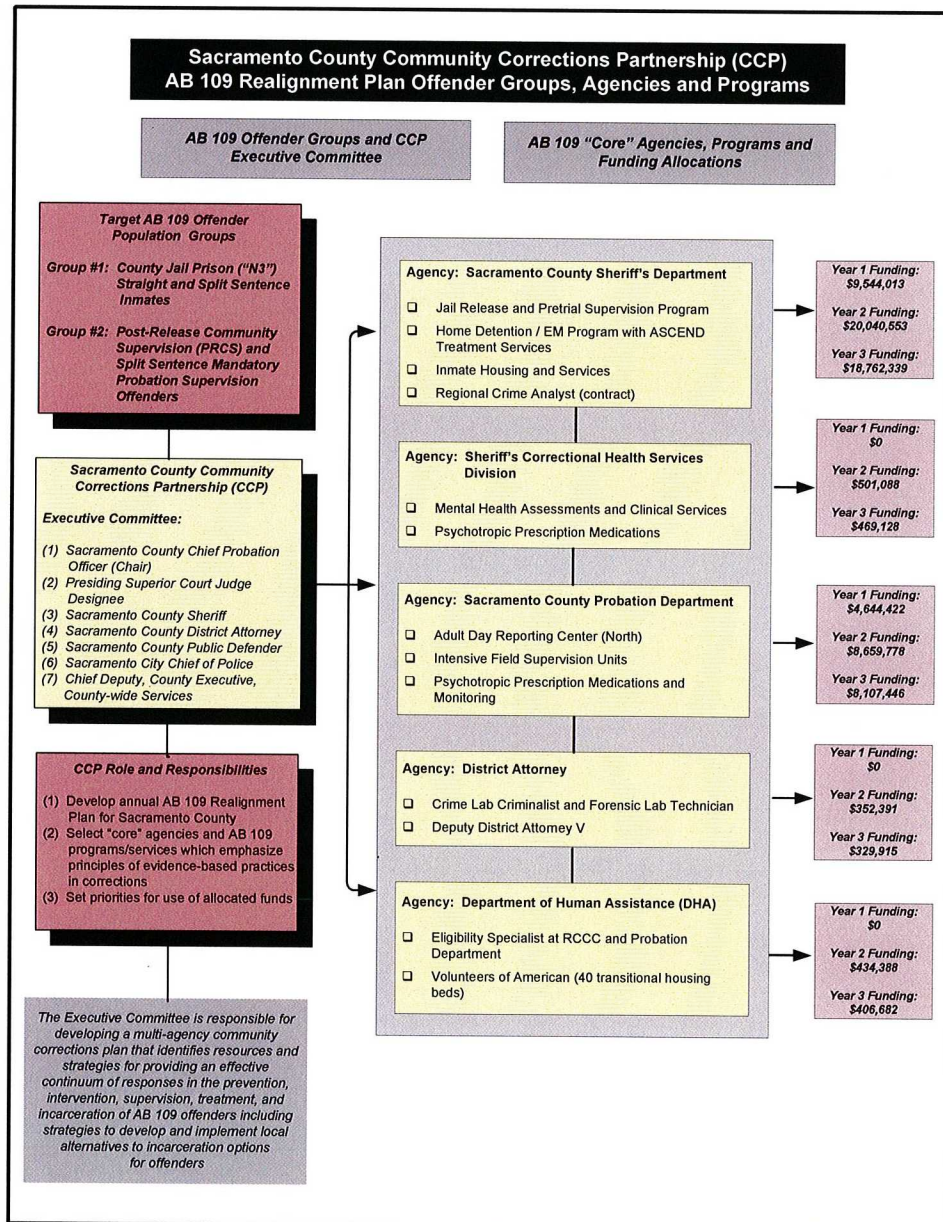 Sacramento County Community Corrections Partnership (CCP)
AB 109 Realignment Plan Offender Groups, Agencies and Programs
AB 109 Offender Groups and CCP
Executive Committee
AB 109 “Core” Agencies, Programs and
Funding Allocations
Target AB 109 Offender
Population Groups
Group #1: County Jail Prison (“N3”)
Straight and Split Sentence
Inmates
Group #2: Post-Release Community
Supervision (PRCS) and
Split Sentence Mandatory
Probation Supervision
Offenders
Sacramento County Community
Corrections Partnership (CCP)
Executive Committee:
(1) Sacramento County Chief Probation
Officer (Chair)
(2) Presiding Superior Court Judge
Designee
(3) Sacramento County Sheriff
(4) Sacramento County District Attorney
(5) Sacramento County Public Defender
(6) Sacramento City Chief of Police
(7) Chief Deputy, County Executive,
County-wide Services
CCP Role and Responsibilities
(1) Develop annual AB 109 Realignment
Plan for Sacramento County
(2) Select "core" agencies and AB 109
programs/services which emphasize
principles of evidence-based practices
in corrections
(3) Set priorities for use of allocated funds
The Executive Committee is responsible for
developing a multi-agency community
corrections plan that identifies resources and
strategies for providing an effective
continuum of responses in the prevention,
intervention, supervision, treatment, and
incarceration of AB 109 offenders including
strategies to develop and implement local
alternatives to incarceration options
for offenders
Agency: Sacramento County Sheriff's Department
Jail Release and Pretrial Supervision Program
Home Detention / EM Program with ASCEND
Treatment Services
Inmate Housing and Services
Regional Crime Analyst (contract)
Year 1 Funding:
$9,544,013
Year 2 Funding:
$20,040,553
Year 3 Funding:
$18,762,339
Agency: Sheriff's Correctional Health Services
Division
Mental Health Assessments and Clinical Services
Psychotropic Prescription Medications
Year 1 Funding:
$0
Year 2 Funding:
$501,088
Year 3 Funding:
$469,128
Agency: Sacramento County Probation Department
Adult Day Reporting Center (North)
Intensive Field Supervision Units
Psychotropic Prescription Medications and
Monitoring
Year 1 Funding:
$4,644,422
Year 2 Funding:
$8,659,778
Year 3 Funding:
$8,107,446
Agency: District Attorney
Crime Lab Criminalist and Forensic Lab Technician
Deputy District Attorney V
Year 1 Funding:
$0
Year 2 Funding:
$352,391
Year 3 Funding:
$329,915
Agency: Department of Human Assistance (DHA)
Eligibility Specialist at RCCC and Probation
Department
Volunteers of American (40 transitional housing
beds)
Year 1 Funding:
$0
Year 2 Funding:
$434,388
Year 3 Funding:
$406,682